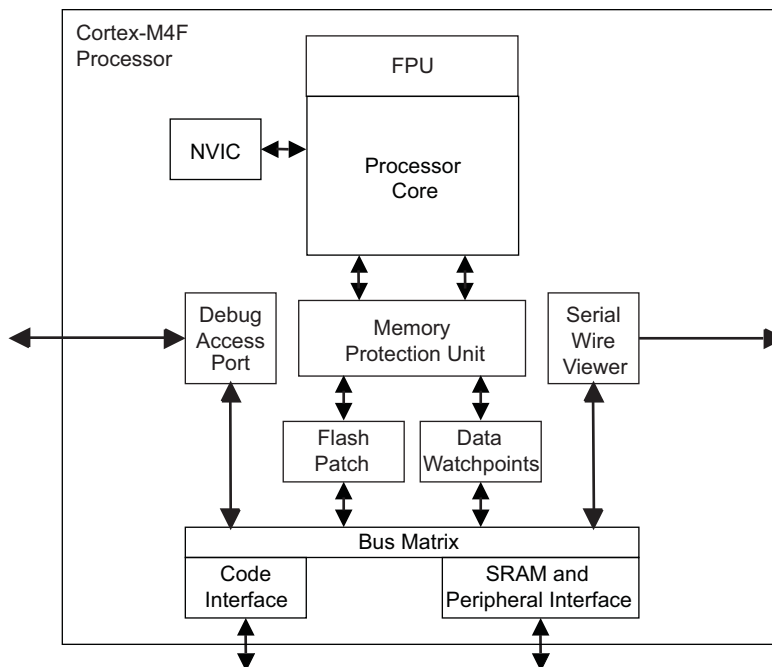 Cortex-M4F
Processor
FPU
NVIC
Processor
Core
Debug
Access
Port
Memory
Protection Unit
Serial
Wire
Viewer
Flash
Patch
Data
Watchpoints
Bus Matrix
Code
Interface
SRAM and
Peripheral Interface